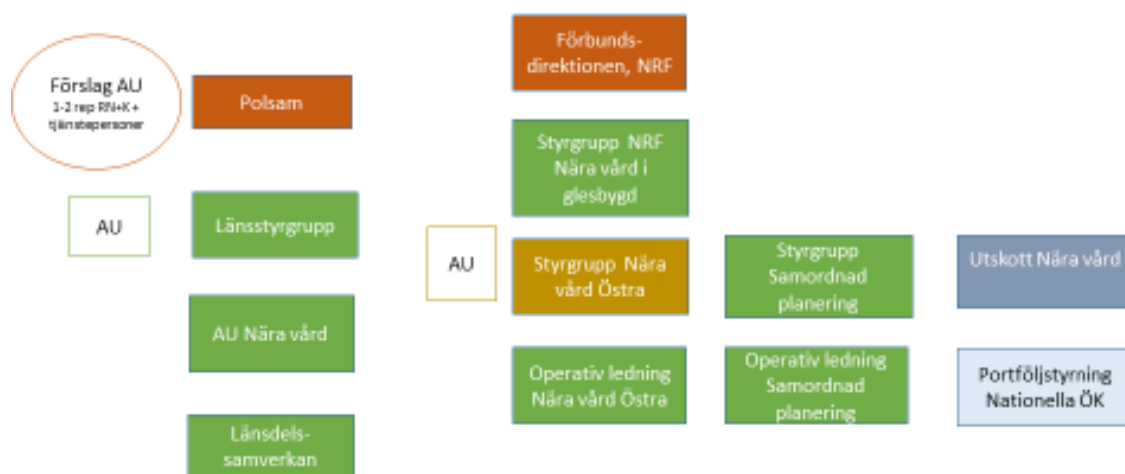 Förslag AU
1-2 rep RN+K +
tjänstepersoner
Polsam
AU
Länsstyrgrupp
AU Nära vård
Länsdels-
samverkan
Förbunds-
direktionen, NRF
Styrgrupp NRF
Nära vård i
glesbygd
AU
Styrgrupp Nära
vård Östra
Operativ ledning
Nära vård Östra
Styrgrupp
Samordnad
planering
Operativ ledning
Samordnad
planering
Utskott Nära vård
Portföljstyrning
Nationella ÖK